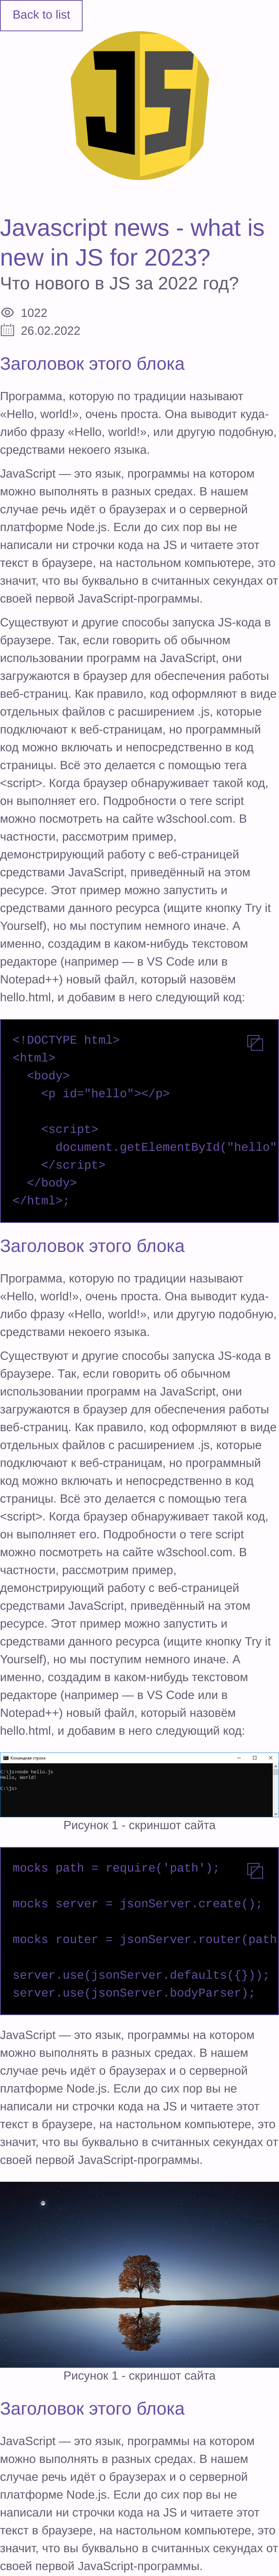 Back to list
JS
Javascript news - what is
new in JS for 2023?
Что нового в JS за 2022 год?
1022
26.02.2022
Заголовок этого блока
Программа, которую по традиции называют
«Hello, world!», очень проста. Она выводит куда-
либо фразу «Hello, world!», или другую подобную,
средствами некоего языка.
JavaScript — это язык, программы на котором
можно выполнять в разных средах. В нашем
случае речь идёт о браузерах и о серверной
платформе Node.js. Если до сих пор вы не
написали ни строчки кода на JS и читаете этот
текст в браузере, на настольном компьютере, это
значит, что вы буквально в считанных секундах от
своей первой JavaScript-программы.
Существуют и другие способы запуска JS-кода в
браузере. Так, если говорить об обычном
использовании программ на JavaScript, они
загружаются в браузер для обеспечения работы
веб-страниц. Как правило, код оформляют в виде
отдельных файлов с расширением .js, которые
подключают к веб-страницам, но программный
код можно включать и непосредственно в код
страницы. Всё это делается с помощью тега
<script>. Когда браузер обнаруживает такой код,
он выполняет его. Подробности о теге script
можно посмотреть на сайте w3school.com. В
частности, рассмотрим пример,
демонстрирующий работу с веб-страницей
средствами JavaScript, приведённый на этом
ресурсе. Этот пример можно запустить и
средствами данного ресурса (ищите кнопку Try it
Yourself), но мы поступим немного иначе. А
именно, создадим в каком-нибудь текстовом
редакторе (например — в VS Code или в
Notepad++) новый файл, который назовём
hello.html, и добавим в него следующий код:
<!DOCTYPE html>
<html>
<body>
<p id="hello"></p>
<script>
document.getElementById("hello"
</script>
</body>
</html>;
Заголовок этого блока
Программа, которую по традиции называют
«Hello, world!», очень проста. Она выводит куда-
либо фразу «Hello, world!», или другую подобную,
средствами некоего языка.
Существуют и другие способы запуска JS-кода в
браузере. Так, если говорить об обычном
использовании программ на JavaScript, они
загружаются в браузер для обеспечения работы
веб-страниц. Как правило, код оформляют в виде
отдельных файлов с расширением .js, которые
подключают к веб-страницам, но программный
код можно включать и непосредственно в код
страницы. Всё это делается с помощью тега
<script>. Когда браузер обнаруживает такой код,
он выполняет его. Подробности о теге script
можно посмотреть на сайте w3school.com. В
частности, рассмотрим пример,
демонстрирующий работу с веб-страницей
средствами JavaScript, приведённый на этом
ресурсе. Этот пример можно запустить и
средствами данного ресурса (ищите кнопку Try it
Yourself), но мы поступим немного иначе. А
именно, создадим в каком-нибудь текстовом
редакторе (например — в VS Code или в
Notepad++) новый файл, который назовём
hello.html, и добавим в него следующий код:
Командная строка
C:\js>node hello.js
Hello, World!
C:\js>
Рисунок 1 - скриншот сайта
mocks path = require('path');
mocks server = jsonServer.create();
mocks router = jsonServer.router(path
server.use(jsonServer.defaults({}));
server.use(jsonServer.bodyParser);
JavaScript — это язык, программы на котором
можно выполнять в разных средах. В нашем
случае речь идёт о браузерах и о серверной
платформе Node.js. Если до сих пор вы не
написали ни строчки кода на JS и читаете этот
текст в браузере, на настольном компьютере, это
значит, что вы буквально в считанных секундах от
своей первой JavaScript-программы.
Рисунок 1 - скриншот сайта
Заголовок этого блока
JavaScript — это язык, программы на котором
можно выполнять в разных средах. В нашем
случае речь идёт о браузерах и о серверной
платформе Node.js. Если до сих пор вы не
написали ни строчки кода на JS и читаете этот
текст в браузере, на настольном компьютере, это
значит, что вы буквально в считанных секундах от
своей первой JavaScript-программы.